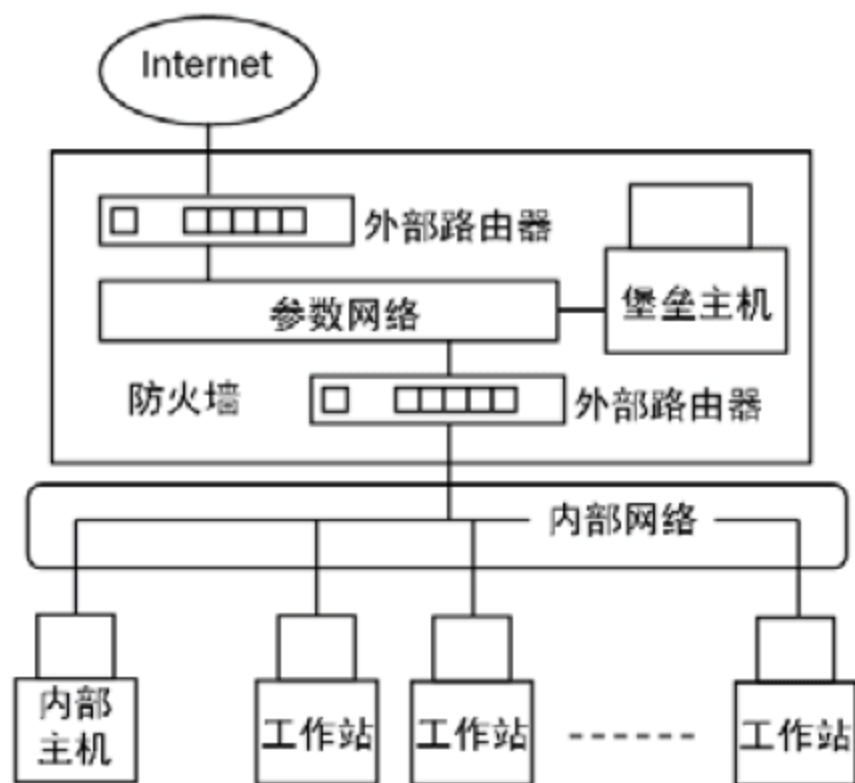 Internet
外部路由器
参数网络
堡垒主机
防火墙
外部路由器
内部网络
内部
主机
工作站
工作站
工作站